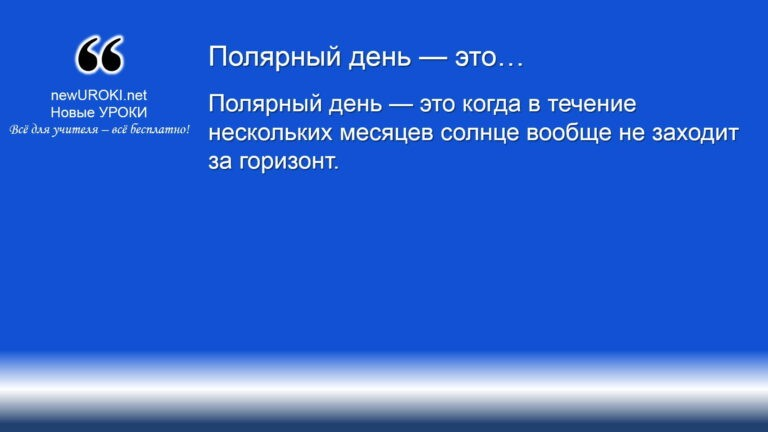 Полярный день — это…
Полярный день — это когда в течение
нескольких месяцев солнце вообще не заходит
за горизонт.
newUROKI.net
Новые УРОКИ
Всё для учителя – всё бесплатно!